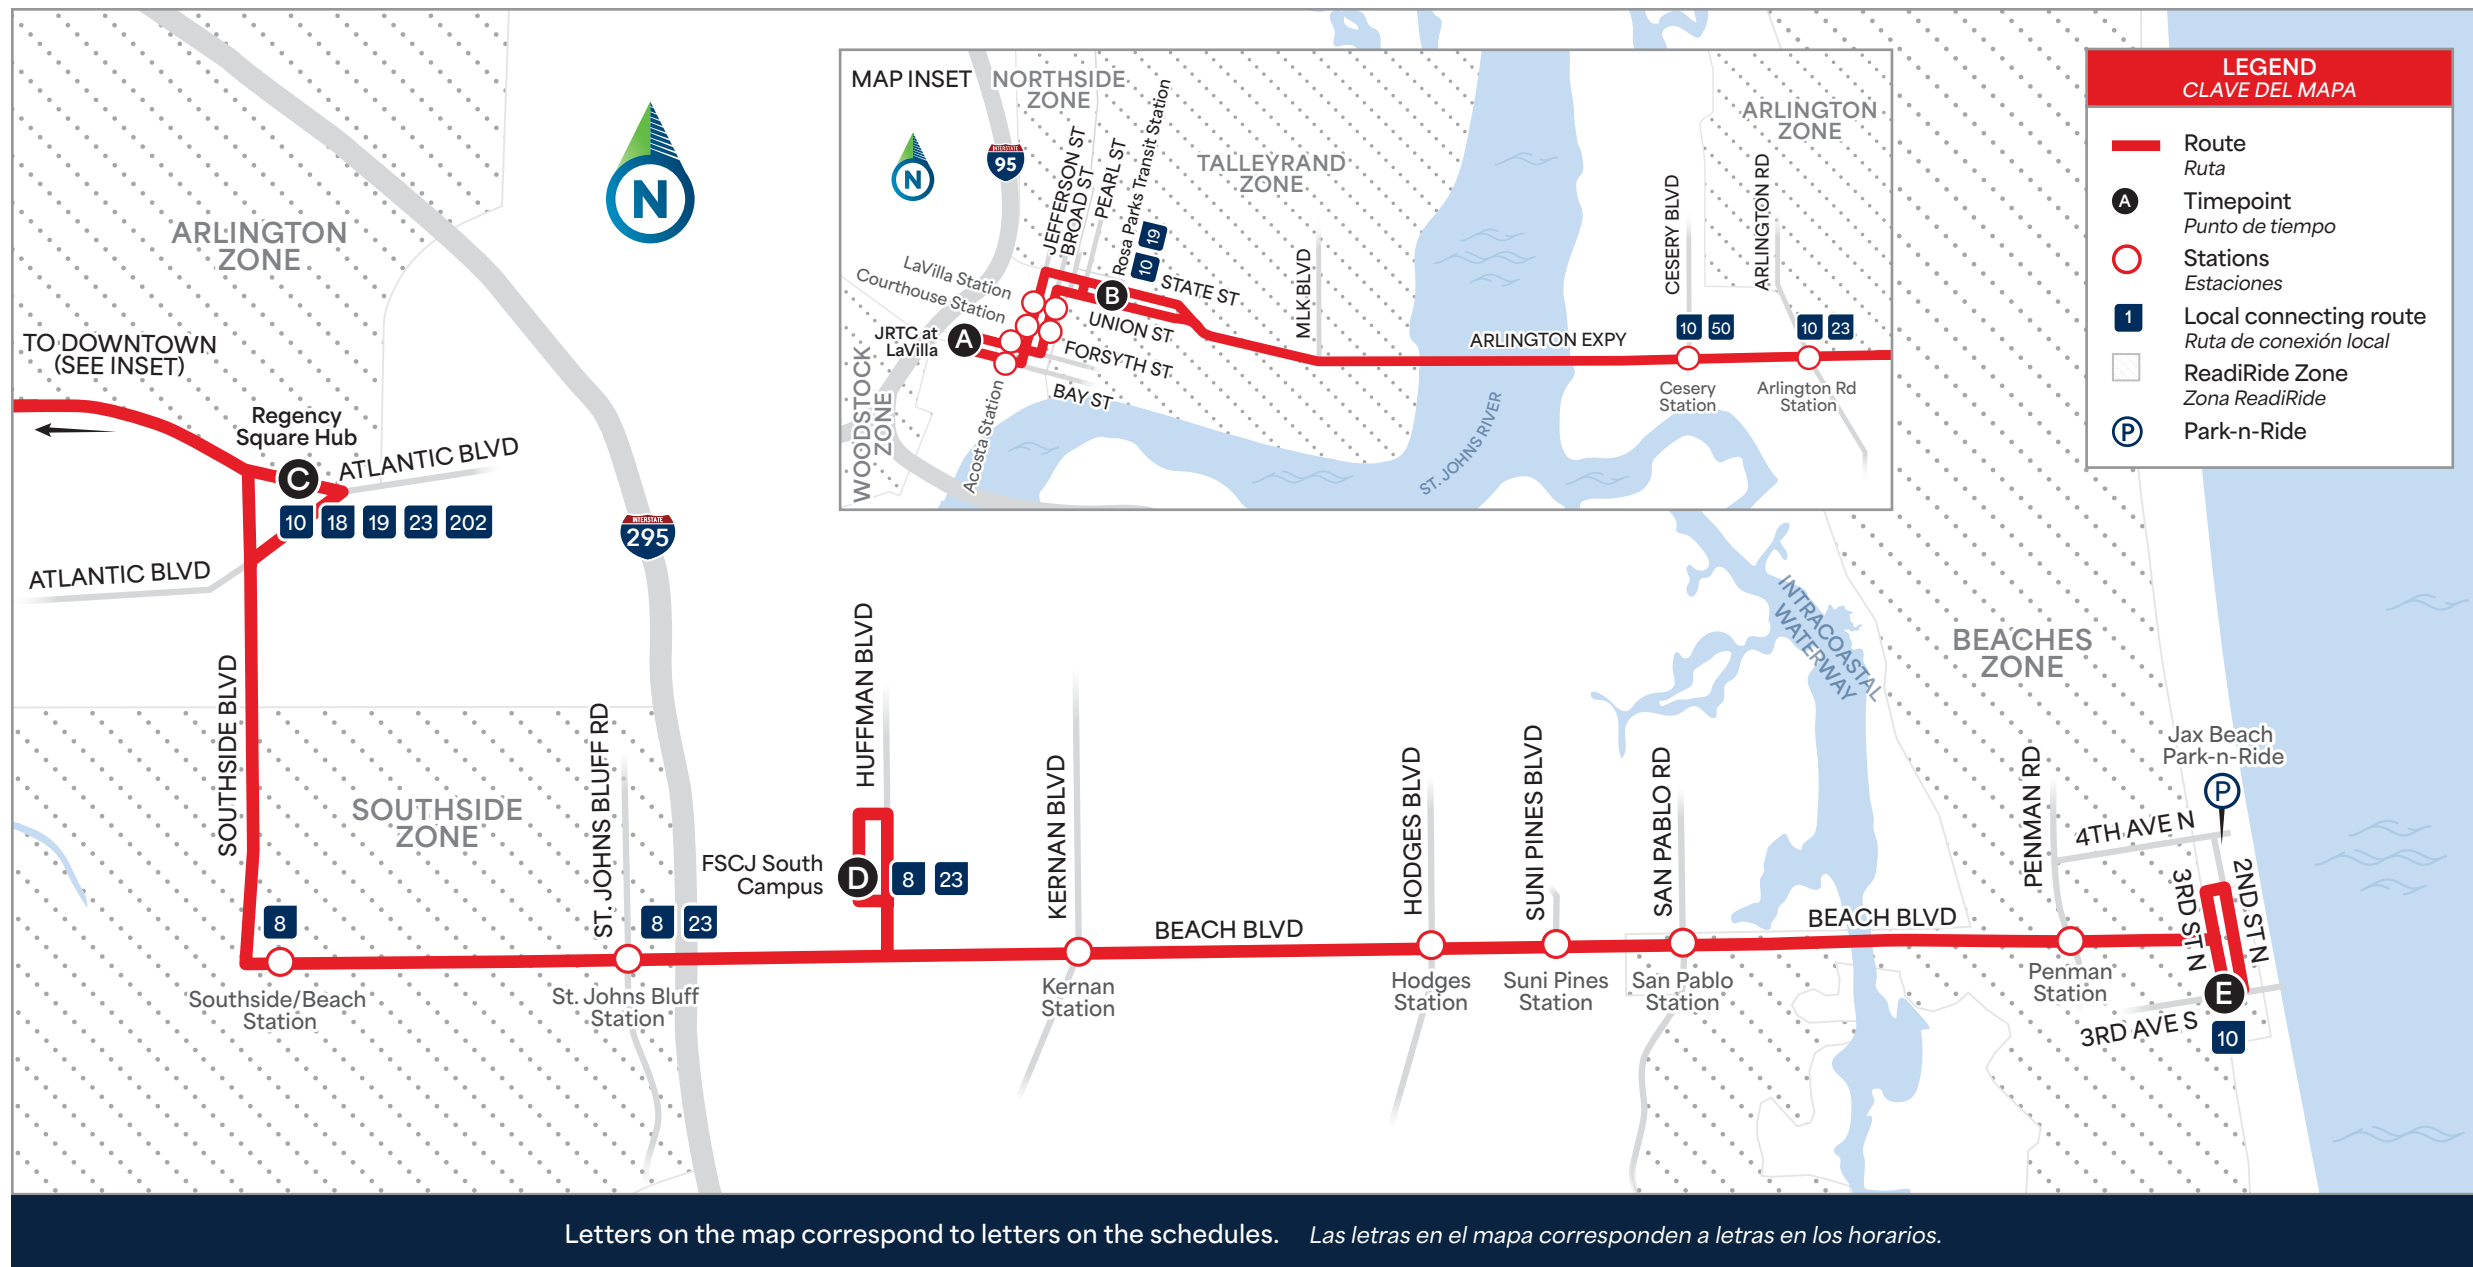 MAP INSET
NORTHSIDE
ZONE
INTERSTATE
95
JEFFERSON ST
BROAD ST
PEARL ST
Rosa Parks Transit Station
10
19
TALLEYRAND
ZONE
ARLINGTON
ZONE
CESERY BLVD
ARLINGTON RD
MLK BLVD
LaVilla Station
Courthouse Station
JRTC at
LaVilla
A
B
STATE ST
UNION ST
FORSYTH ST
BAY ST
Acosta Station
WOODSTOCK
ZONE
ARLINGTON EXPY
10
50
10
23
Cesery
Station
Arlington Rd
Station
ST. JOHNS RIVER
N
LEGEND
CLAVE DEL MAPA
Route
Ruta
A
Timepoint
Punto de tiempo
Stations
Estaciones
1
Local connecting route
Ruta de conexión local
ReadiRide Zone
Zona ReadiRide
P
Park-n-Ride
N
ARLINGTON
ZONE
TO DOWNTOWN
(SEE INSET)
Regency
Square Hub
C
ATLANTIC BLVD
10
18
19
23
202
ATLANTIC BLVD
INTERSTATE
295
SOUTHSIDE BLVD
SOUTHSIDE
ZONE
ST. JOHNS BLUFF RD
8
Southside/Beach
Station
8
23
St. Johns Bluff
Station
HUFFMAN BLVD
FSCJ South
Campus
D
8
23
KERNAN BLVD
Kernan
Station
BEACH BLVD
HODGES BLVD
Hodges
Station
SUNI PINES BLVD
Suni Pines
Station
SAN PABLO RD
San Pablo
Station
INTRACOASTAL
WATERWAY
BEACHES
ZONE
BEACH BLVD
PENMAN RD
Penman
Station
Jax Beach
Park-n-Ride
P
4TH AVE N
3RD ST N
2ND ST N
E
3RD AVE S
10
Letters on the map correspond to letters on the schedules.
Las letras en el mapa corresponden a letras en los horarios.